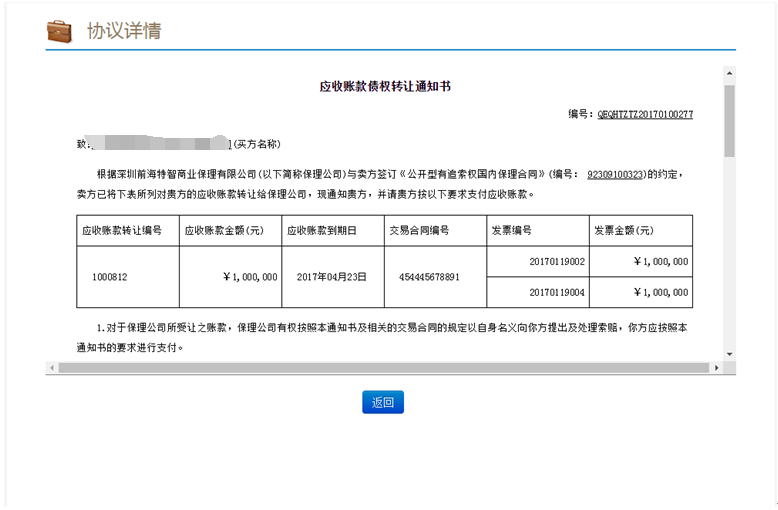 协议详情
应收账款债权转让通知书
编号：QEQHTZTZ20170100277
致:[](买方名称)
根据深圳前海特智商业保理有限公司(以下简称保理公司)与卖方签订《公开型有追索权国内保理合同》(编号： 92309100323)的约定，
卖方已将下表所列对贵方的应收账款转让给保理公司，现通知贵方，并请贵方按以下要求支付应收账款。
应收账款转让编号 应收账款金额(元) 应收账款到期日 交易合同编号 发票编号 发票金额(元)
1000812 ￥1,000,000 2017年04月23日 454445678891 20170119002 ￥1,000,000
20170119004 ￥1,000,000
1.对于保理公司所受让之账款，保理公司有权按照本通知书及相关的交易合同的规定以自身名义向你方提出及处理索赔，你方应按照本
通知书的要求进行支付。
返回